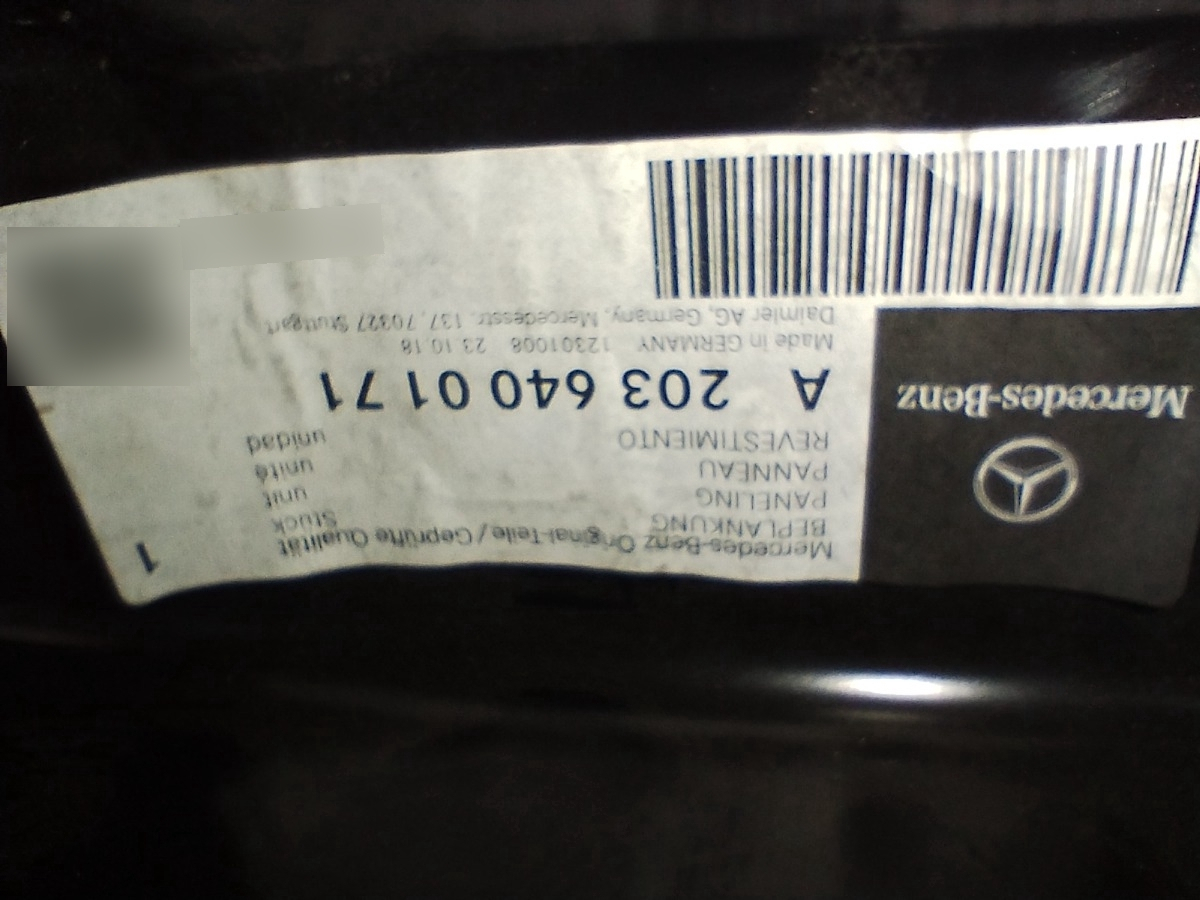 Mercedes-Benz Original-Teile/Geprüfte Qualität
BEPLANKUNG Stück 1
PANELING unit
PANNEAU unité
REVESTIMIENTO unidad
A 203 640 01 71
Made in GERMANY 12301008 23.10.18
Daimler AG, Germany, Mercedesstr. 137, 70327 Stuttgart
Mercedes-Benz